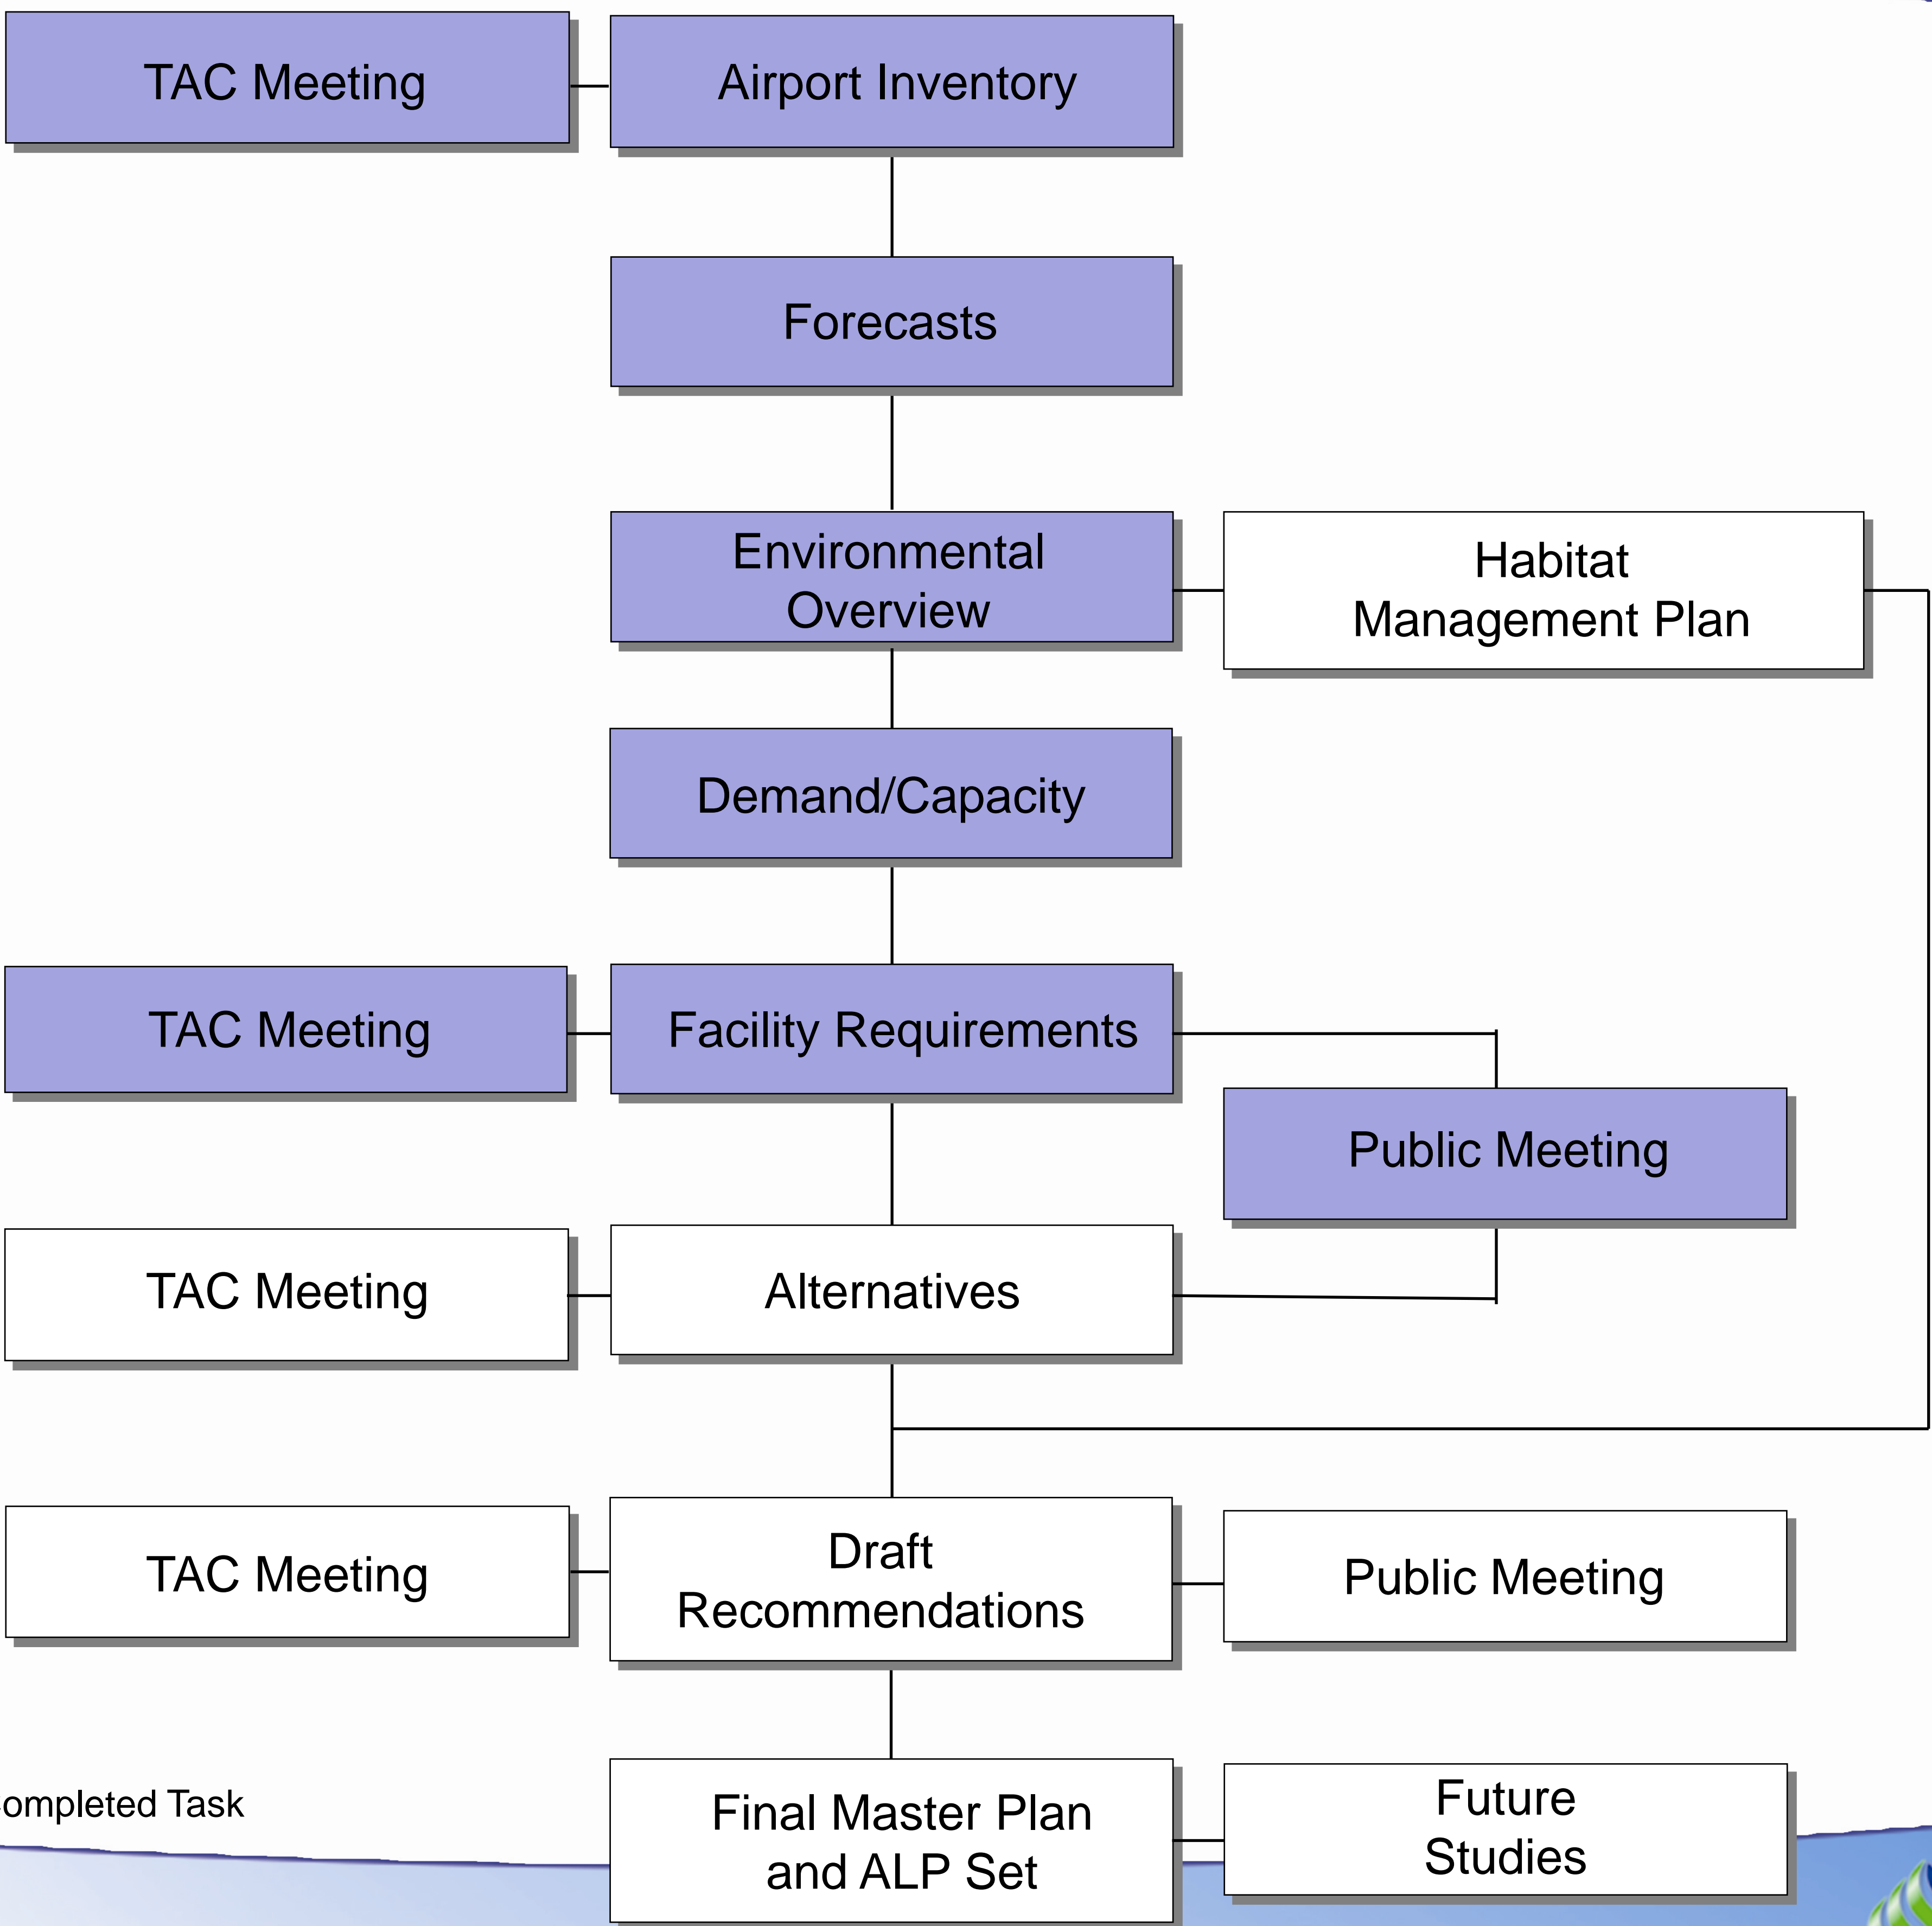 TAC Meeting
Airport Inventory
Forecasts
Environmental
Overview
Habitat
Management Plan
Demand/Capacity
TAC Meeting
Facility Requirements
Public Meeting
TAC Meeting
Alternatives
TAC Meeting
Draft
Recommendations
Public Meeting
ompleted Task
Final Master Plan
and ALP Set
Future
Studies